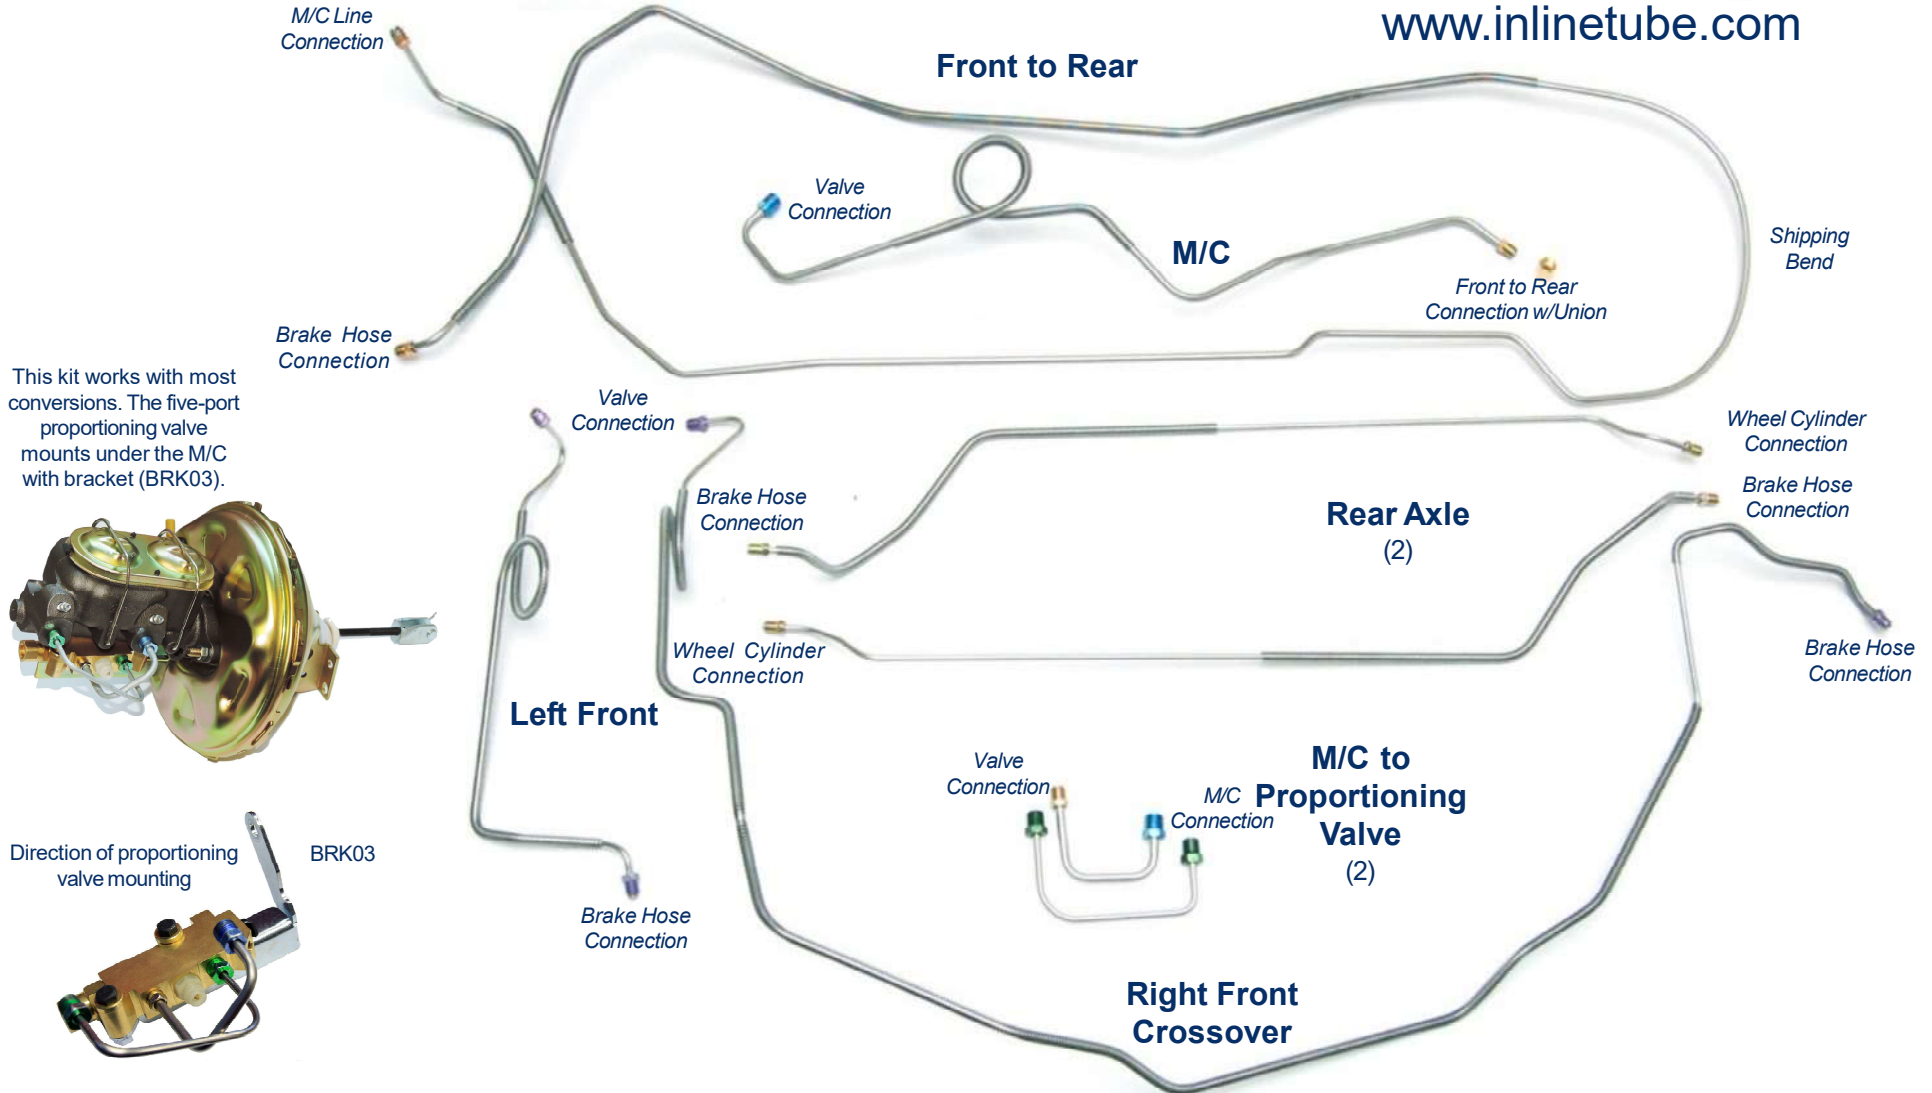 www.inlinetube.com
M/C Line
Connection
Front to Rear
Valve
Connection
M/C
Shipping
Bend
Front to Rear
Connection w/Union
Brake Hose
Connection
This kit works with most
conversions. The five-port
proportioning valve
mounts under the M/C
with bracket (BRK03).
Valve
Connection
Wheel Cylinder
Connection
Brake Hose
Connection
Rear Axle
(2)
Brake Hose
Connection
Wheel Cylinder
Connection
Brake Hose
Connection
Left Front
Valve
Connection
M/C
Connection
M/C to
Proportioning
Valve
(2)
Direction of proportioning
valve mounting
BRK03
Brake Hose
Connection
Right Front
Crossover